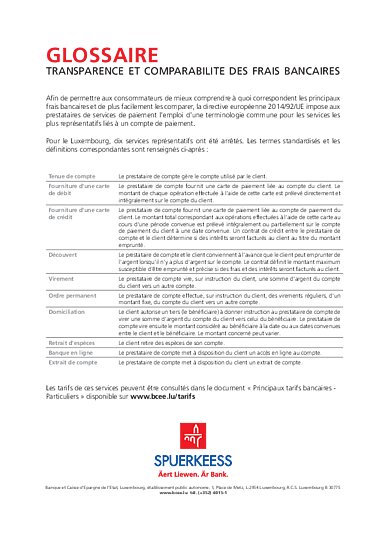 GLOSSAIRE
TRANSPARENCE ET COMPARABILITE DES FRAIS BANCAIRES
Afin de permettre aux consommateurs de mieux comprendre à quoi correspondent les principaux
frais bancaires et de plus facilement les comparer, la directive européenne 2014/92/UE impose aux
prestataires de services de paiement l'emploi d'une terminologie commune pour les services les
plus représentatifs liés à un compte de paiement.
Pour le Luxembourg, dix services représentatifs ont été arrêtés. Les termes standardisés et les
définitions correspondantes sont renseignés ci-après :
Tenue de compte Le prestataire de compte gère le compte utilisé par le client.
Fourniture d'une carte Le prestataire de compte fournit une carte de paiement liée au compte du client. Le
de débit montant de chaque opération effectuée à l'aide de cette carte est prélevé directement et
intégralement sur le compte du client.
Fourniture d'une carte Le prestataire de compte fournit une carte de paiement liée au compte de paiement du
de crédit client. Le montant total correspondant aux opérations effectuées à l'aide de cette carte au
cours d'une période convenue est prélevé intégralement ou partiellement sur le compte
de paiement du client à une date convenue. Un contrat de crédit entre le prestataire de
compte et le client détermine si des intérêts seront facturés au client au titre du montant
emprunté.
Découvert Le prestataire de compte et le client conviennent à l'avance que le client peut emprunter de
l'argent lorsqu'il n'y a plus d'argent sur le compte. Le contrat définit le montant maximum
susceptible d'être emprunté et précise si des frais et des intérêts seront facturés au client.
Virement Le prestataire de compte vire, sur instruction du client, une somme d'argent du compte
du client vers un autre compte.
Ordre permanent Le prestataire de compte effectue, sur instruction du client, des virements réguliers, d'un
montant fixe, du compte du client vers un autre compte.
Domiciliation Le client autorise un tiers (le bénéficiaire) à donner instruction au prestataire de compte de
virer une somme d'argent du compte du client vers celui du bénéficiaire. Le prestataire de
compte vire ensuite le montant considéré au bénéficiaire à la date ou aux dates convenues
entre le client et le bénéficiaire. Le montant concerné peut varier.
Retrait d'espèces Le client retire des espèces de son compte.
Banque en ligne Le prestataire de compte met à disposition du client un accès en ligne au compte.
Extrait de compte Le prestataire de compte met à disposition du client un extrait de compte.
Les tarifs de ces services peuvent être consultés dans le document « Principaux tarifs bancaires -
Particuliers » disponible sur www.bcee.lu/tarifs
SPUERKEESS
Äert Liewen. Är Bank.
Banque et Caisse d'Epargne de l'Etat, Luxembourg, établissement public autonome, 1, Place de Metz, L-2954 Luxembourg, R.C.S. Luxembourg B 30775
www.bcee.lu tél. (+352) 4015-1